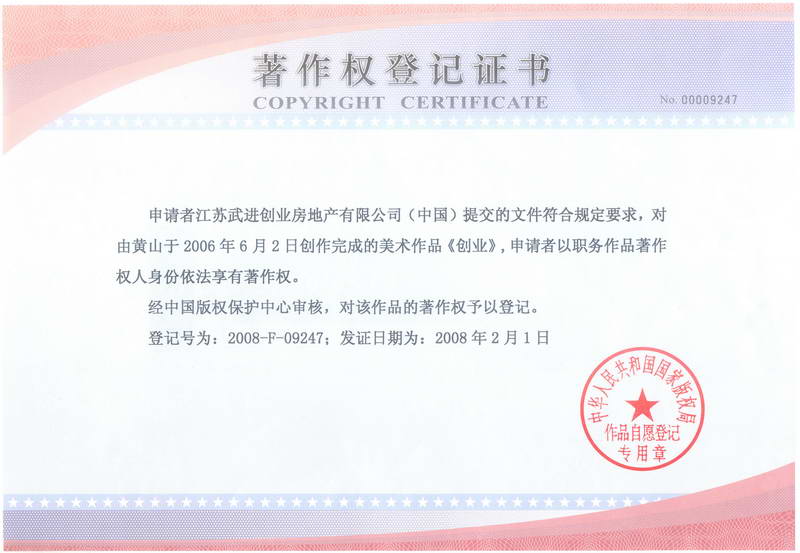 著作权登记证书
COPYRIGHT CERTIFICATE
No. 00009247
申请者江苏武进创业房地产有限公司（中国）提交的文件符合规定要求，对
由黄山于 2006 年 6 月 2 日创作完成的美术作品《创业》, 申请者以职务作品著作
权人身份依法享有著作权。
经中国版权保护中心审核，对该作品的著作权予以登记。
登记号为：2008-F-09247；发证日期为：2008 年 2 月 1 日
中华人民共和国国家版权局
作品自愿登记
专用章